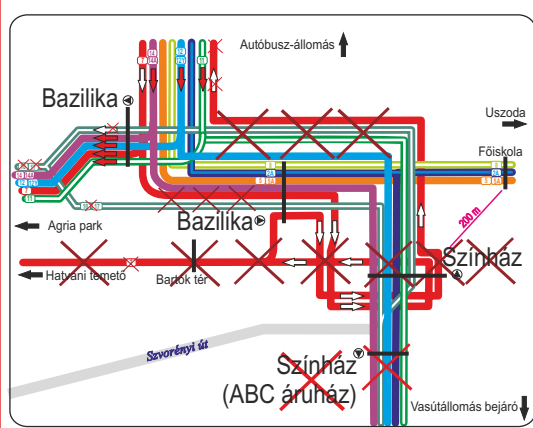 Autóbusz-állomás
Bazilika
Uszoda
Főiskola
Bazilika
200 m
Agria park
Színház
Hatvani temető
Bartók tér
Szvorényi út
Színház
(ABC áruház)
Vasútállomás bejáró